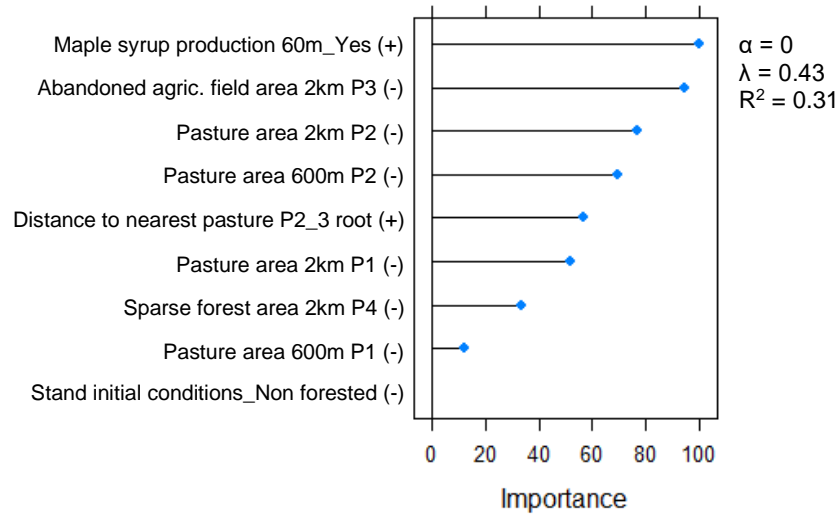 Maple syrup production 60m_Yes (+)
Abandoned agric. field area 2km P3 (-)
Pasture area 2km P2 (-)
Pasture area 600m P2 (-)
Distance to nearest pasture P2_3 root (+)
Pasture area 2km P1 (-)
Sparse forest area 2km P4 (-)
Pasture area 600m P1 (-)
Stand initial conditions_Non forested (-)
α = 0
λ = 0.43
R² = 0.31
0 20 40 60 80 100
Importance